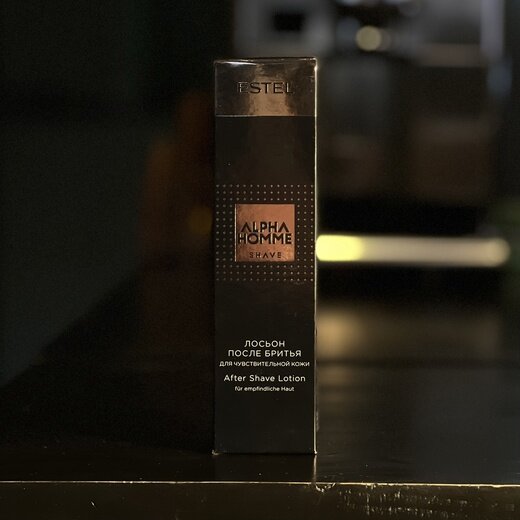 ESTEL
ALPHA
HOMME
SHAVE
ЛОСЬОН
ПОСЛЕ БРИТЬЯ
ДЛЯ ЧУВСТВИТЕЛЬНОЙ КОЖИ
After Shave Lotion
für empfindliche Haut